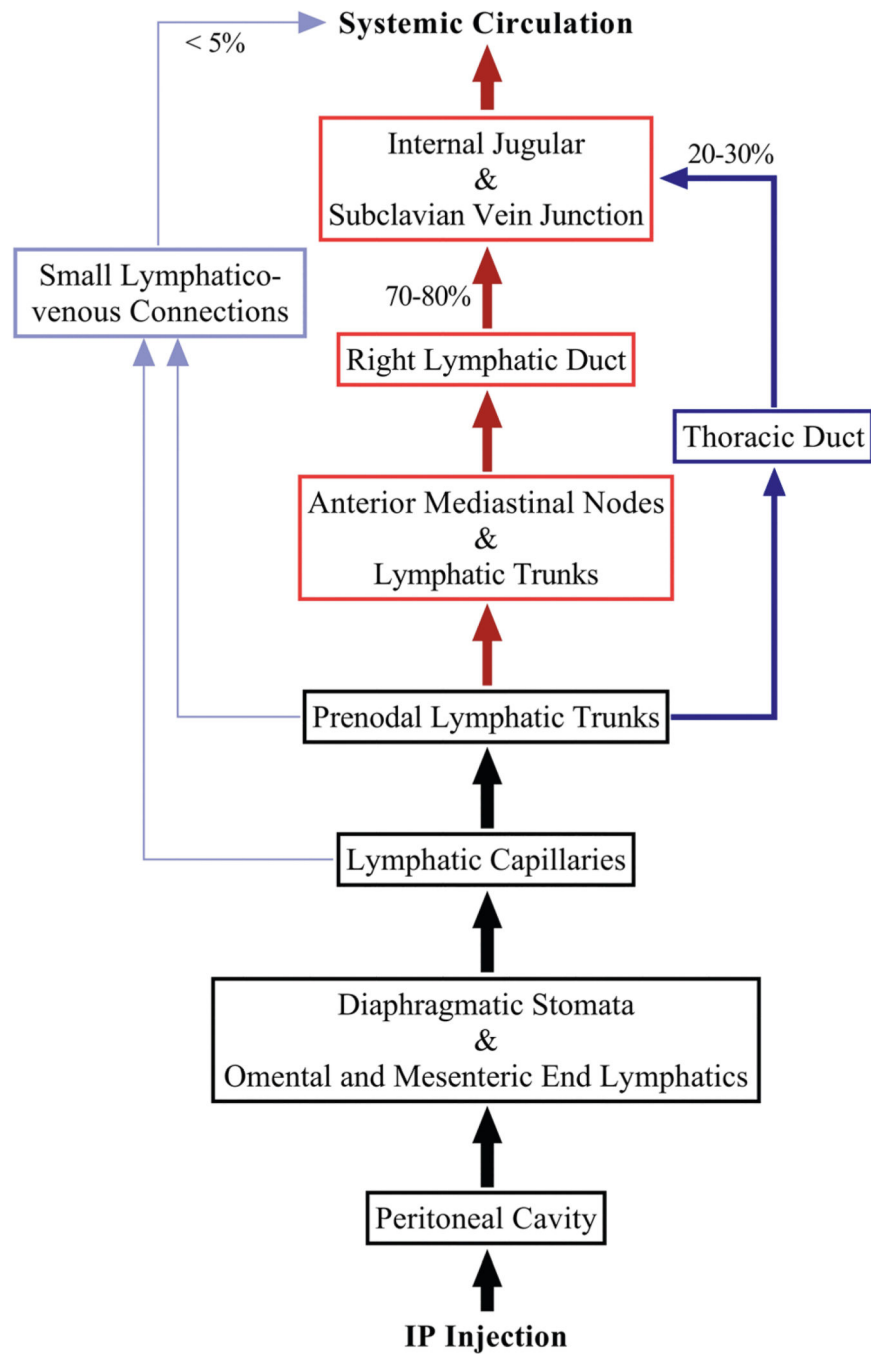 Systemic Circulation
< 5%
Internal Jugular
&
Subclavian Vein Junction
20-30%
Small Lymphatico-
venous Connections
70-80%
Right Lymphatic Duct
Thoracic Duct
Anterior Mediastinal Nodes
&
Lymphatic Trunks
Prenodal Lymphatic Trunks
Lymphatic Capillaries
Diaphragmatic Stomata
&
Omental and Mesenteric End Lymphatics
Peritoneal Cavity
IP Injection